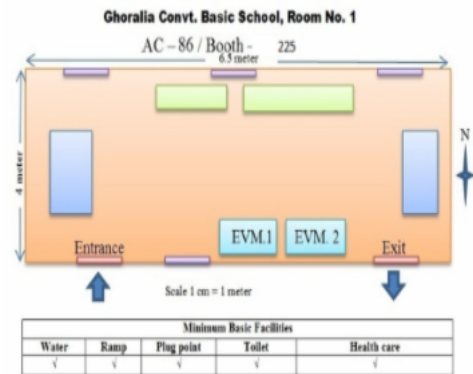 Ghoralia Convt. Basic School, Room No. 1
AC – 86 / Booth - 225
6.5 meter
4 meter
N
EVM.1 EVM. 2
Entrance Exit
Scale 1 cm = 1 meter
Minimum Basic Facilities
Water Ramp Plug point Toilet Health care
√ √ √ √ √